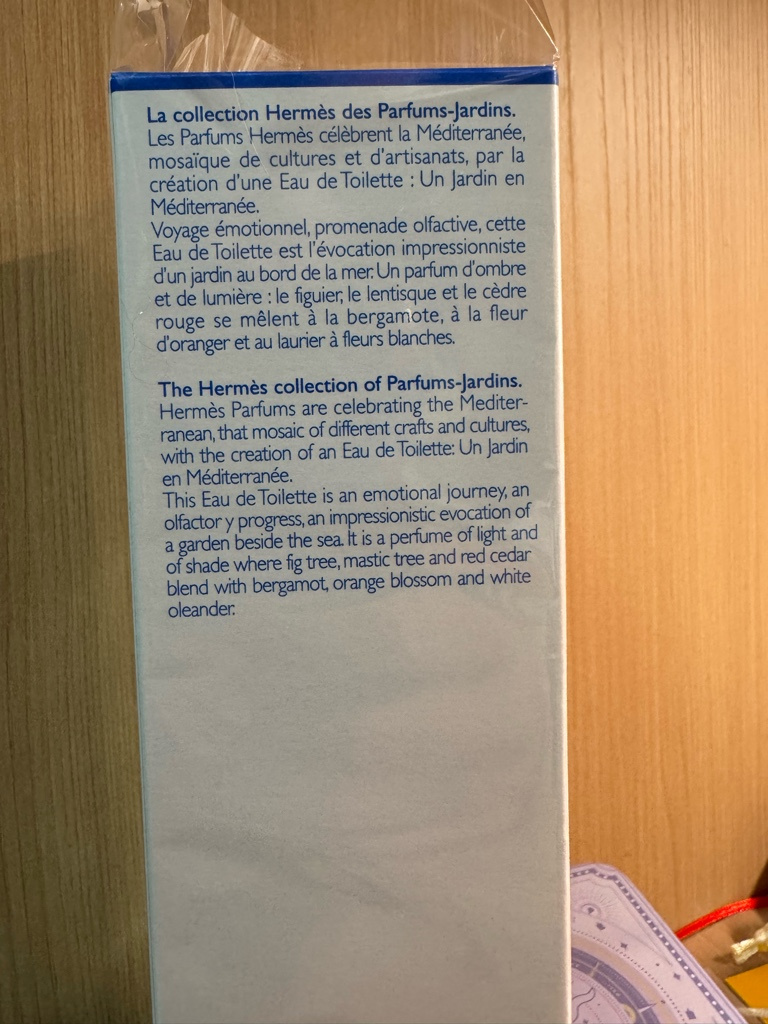 La collection Hermès des Parfums-Jardins.
Les Parfums Hermès célèbrent la Méditerranée,
mosaïque de cultures et d'artisanats, par la
création d'une Eau de Toilette : Un Jardin en
Méditerranée.
Voyage émotionnel, promenade olfactive, cette
Eau de Toilette est l'évocation impressionniste
d'un jardin au bord de la mer. Un parfum d'ombre
et de lumière : le figuier, le lentisque et le cèdre
rouge se mêlent à la bergamote, à la fleur
d'oranger et au laurier à fleurs blanches.
The Hermès collection of Parfums-Jardins.
Hermès Parfums are celebrating the Mediter-
ranean, that mosaic of different crafts and cultures,
with the creation of an Eau de Toilette: Un Jardin
en Méditerranée.
This Eau de Toilette is an emotional journey, an
olfactor y progress, an impressionistic evocation of
a garden beside the sea. It is a perfume of light and
of shade where fig tree, mastic tree and red cedar
blend with bergamot, orange blossom and white
oleander.